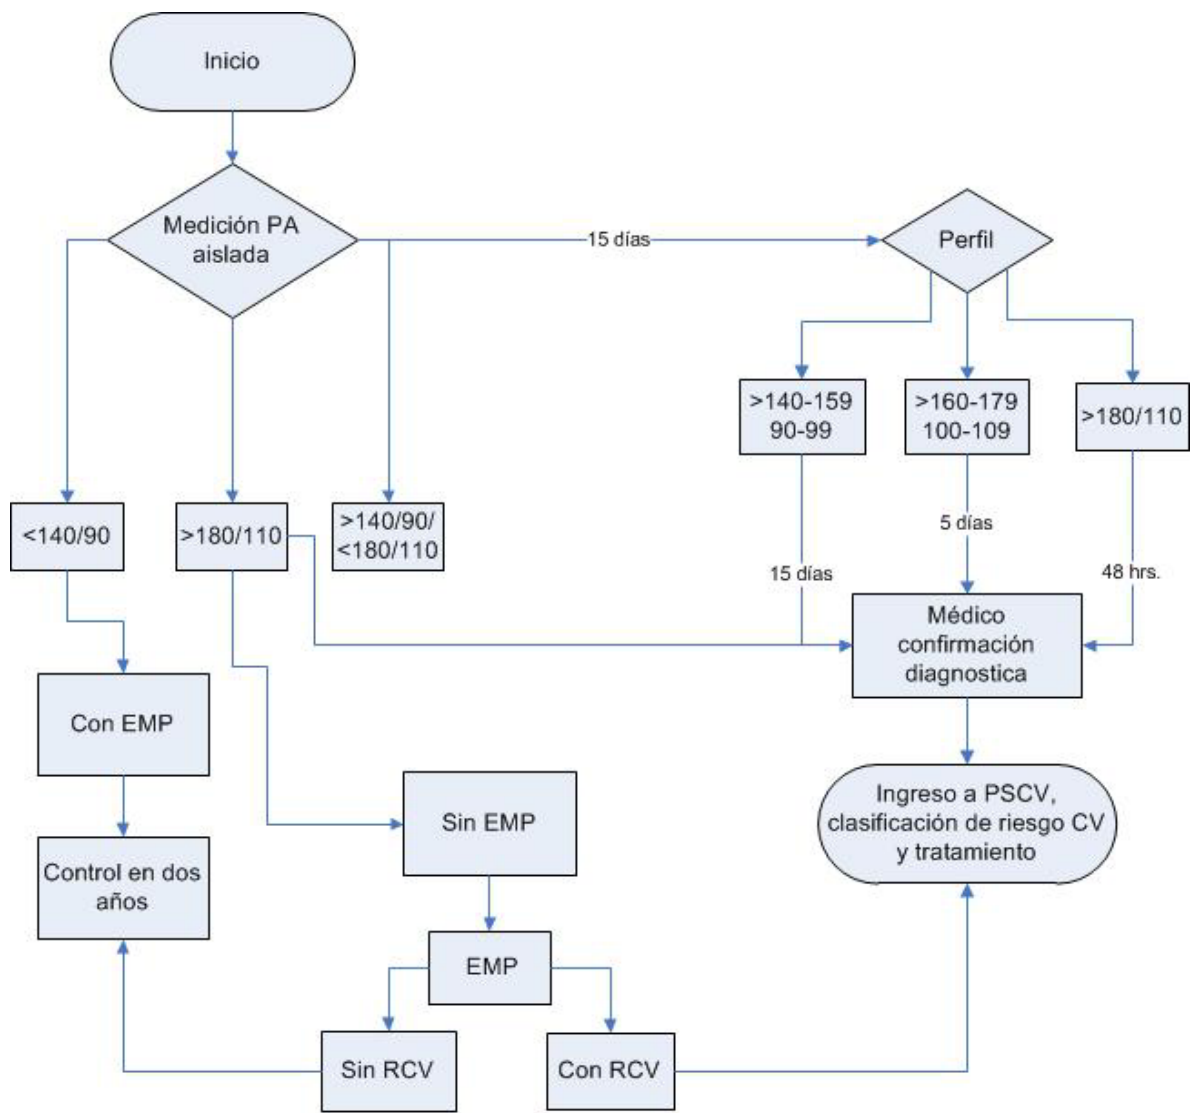 Inicio
Medición PA
aislada
15 días
Perfil
>140-159
90-99
>160-179
100-109
>180/110
<140/90
>180/110
>140/90/
<180/110
5 días
15 días
48 hrs.
Médico
confirmación
diagnostica
Con EMP
Sin EMP
Ingreso a PSCV,
clasificación de riesgo CV
y tratamiento
Control en dos
años
EMP
Sin RCV
Con RCV